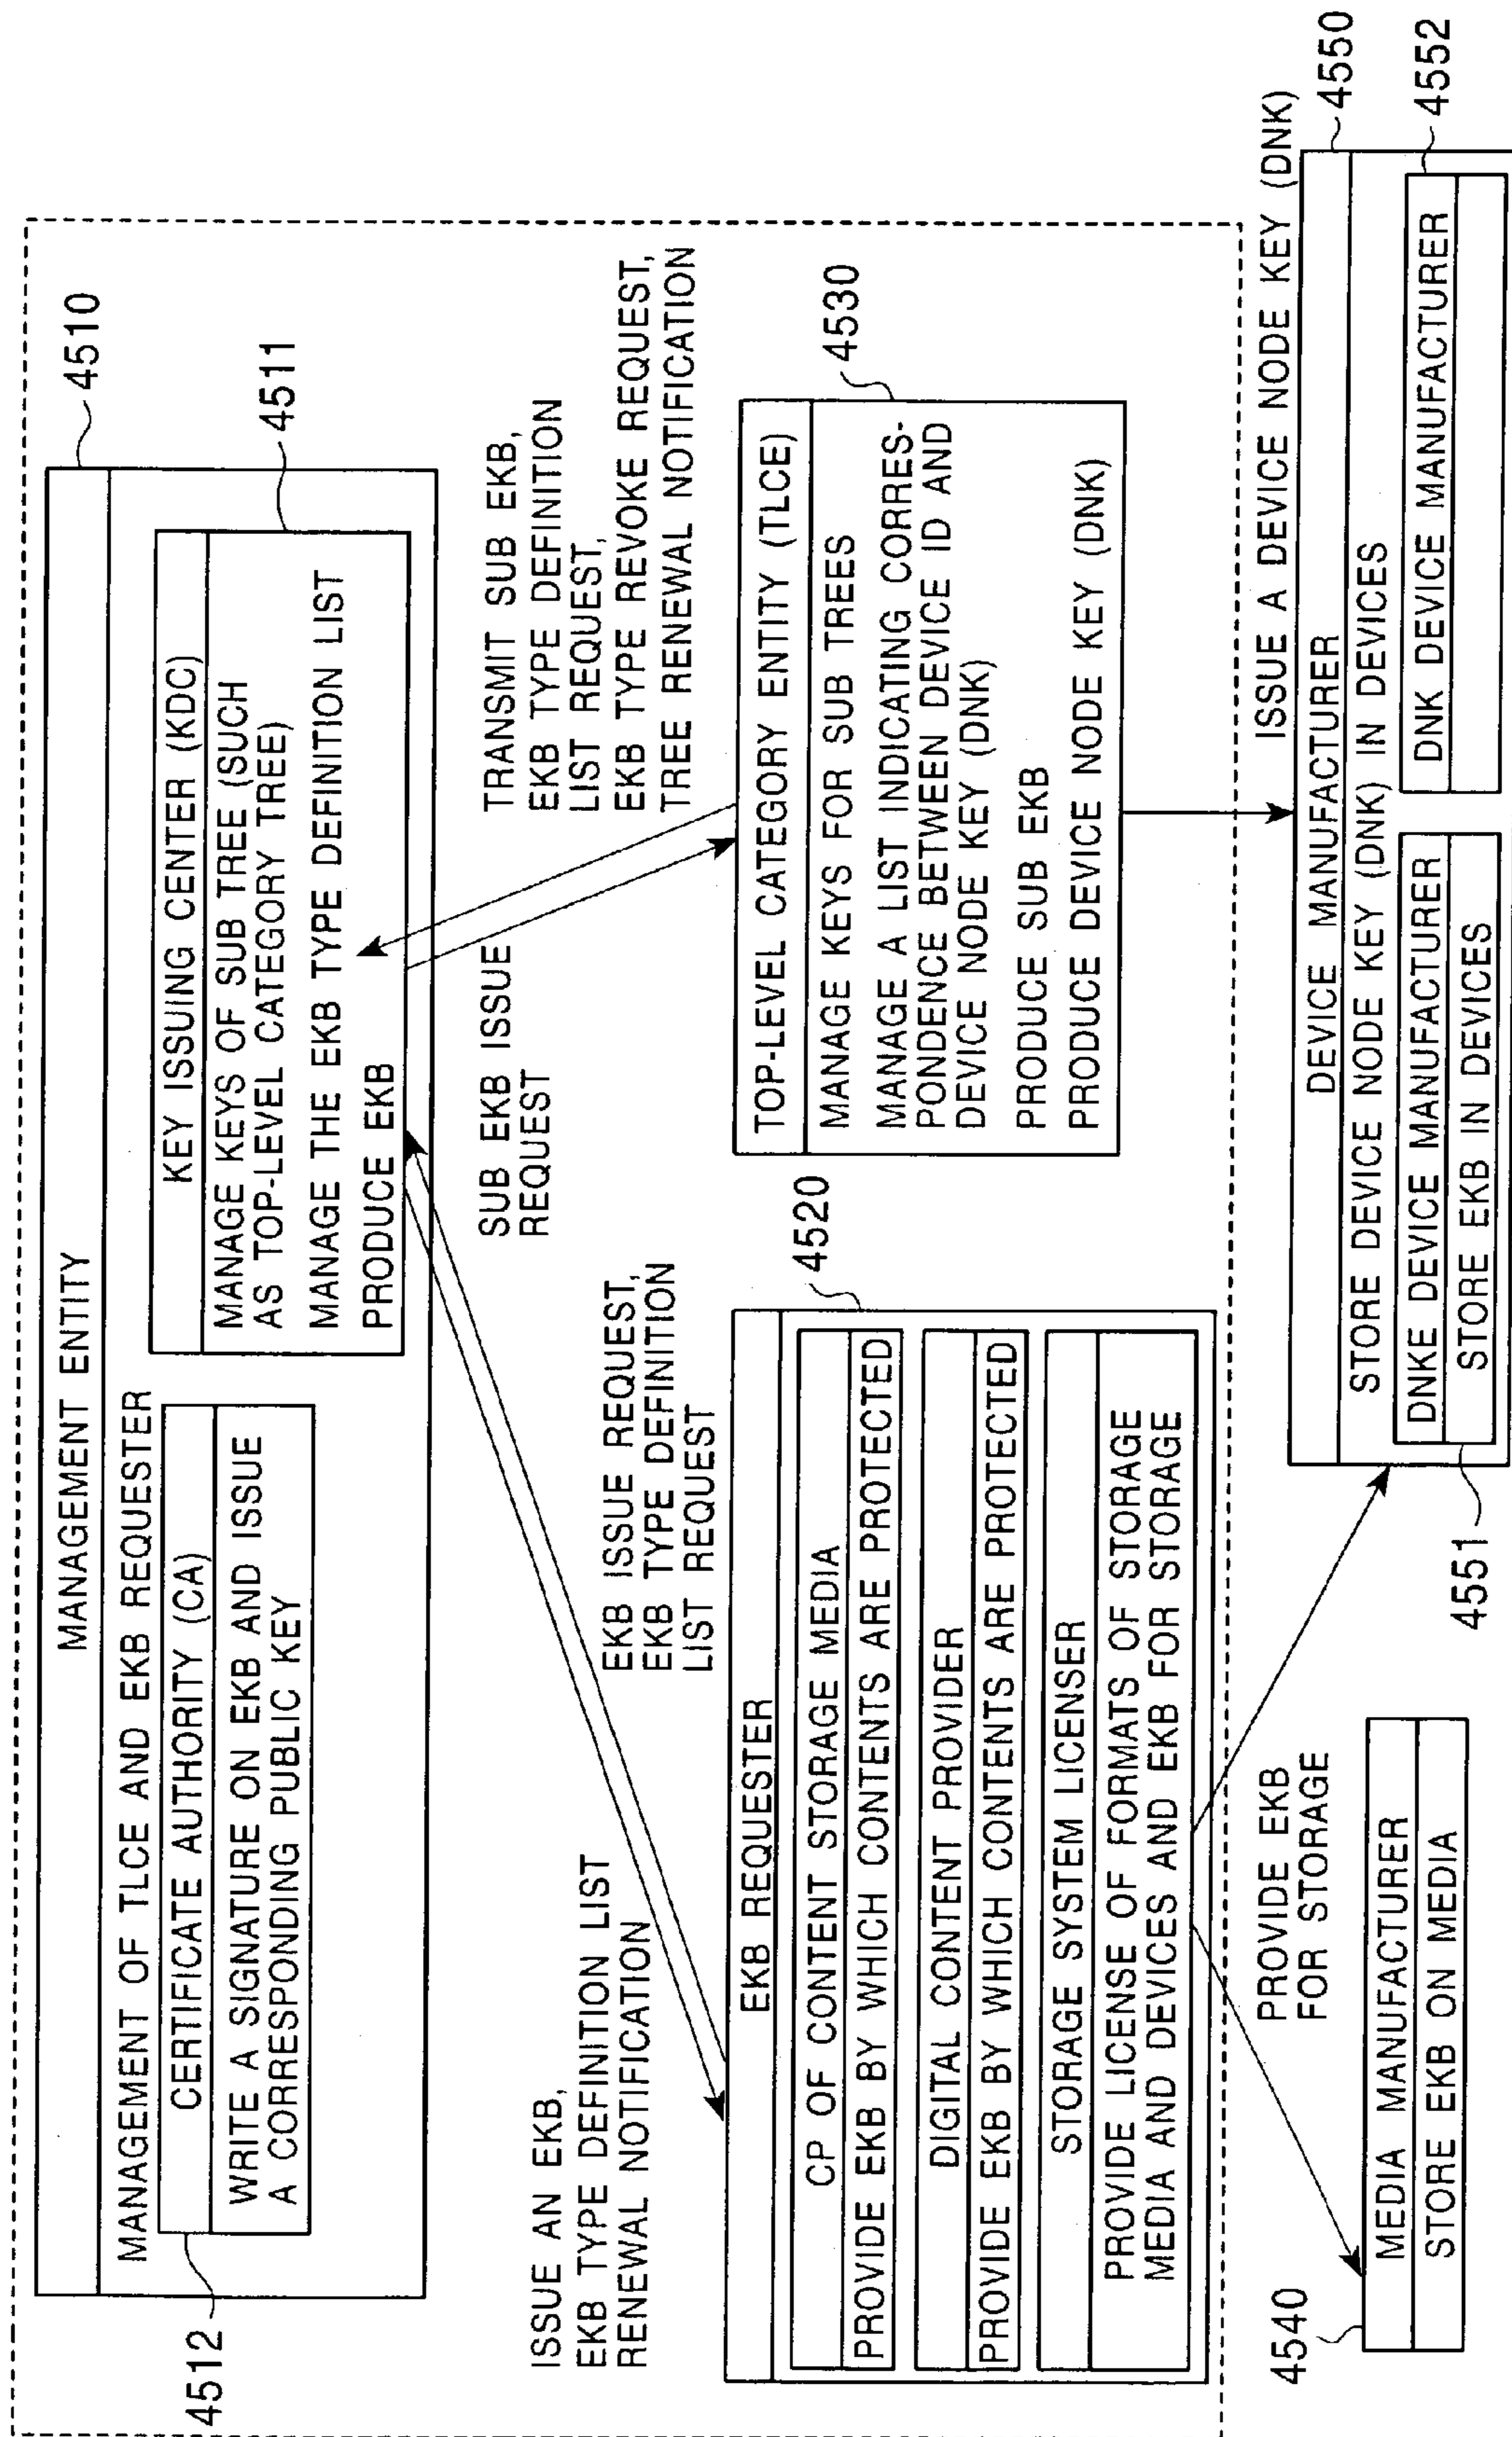 MANAGEMENT ENTITY
4510
MANAGEMENT OF TLCE AND EKB REQUESTER
CERTIFICATE AUTHORITY (CA)
WRITE A SIGNATURE ON EKB AND ISSUE
A CORRESPONDING PUBLIC KEY
4512
KEY ISSUING CENTER (KDC)
MANAGE KEYS OF SUB TREE (SUCH
AS TOP-LEVEL CATEGORY TREE)
MANAGE THE EKB TYPE DEFINITION LIST
PRODUCE EKB
4511
ISSUE AN EKB,
EKB TYPE DEFINITION LIST
RENEWAL NOTIFICATION
EKB ISSUE REQUEST,
EKB TYPE DEFINITION
LIST REQUEST
SUB EKB ISSUE
REQUEST
TRANSMIT SUB EKB,
EKB TYPE DEFINITION
LIST REQUEST,
EKB TYPE REVOKE REQUEST,
TREE RENEWAL NOTIFICATION
EKB REQUESTER
4520
CP OF CONTENT STORAGE MEDIA
PROVIDE EKB BY WHICH CONTENTS ARE PROTECTED
DIGITAL CONTENT PROVIDER
PROVIDE EKB BY WHICH CONTENTS ARE PROTECTED
STORAGE SYSTEM LICENSER
PROVIDE LICENSE OF FORMATS OF STORAGE
MEDIA AND DEVICES AND EKB FOR STORAGE
TOP-LEVEL CATEGORY ENTITY (TLCE)
4530
MANAGE KEYS FOR SUB TREES
MANAGE A LIST INDICATING CORRES-
PONDENCE BETWEEN DEVICE ID AND
DEVICE NODE KEY (DNK)
PRODUCE SUB EKB
PRODUCE DEVICE NODE KEY (DNK)
PROVIDE EKB
FOR STORAGE
ISSUE A DEVICE NODE KEY (DNK)
4540
MEDIA MANUFACTURER
STORE EKB ON MEDIA
DEVICE MANUFACTURER
4550
STORE DEVICE NODE KEY (DNK) IN DEVICES
DNKE DEVICE MANUFACTURER
STORE EKB IN DEVICES
4551
DNK DEVICE MANUFACTURER
4552